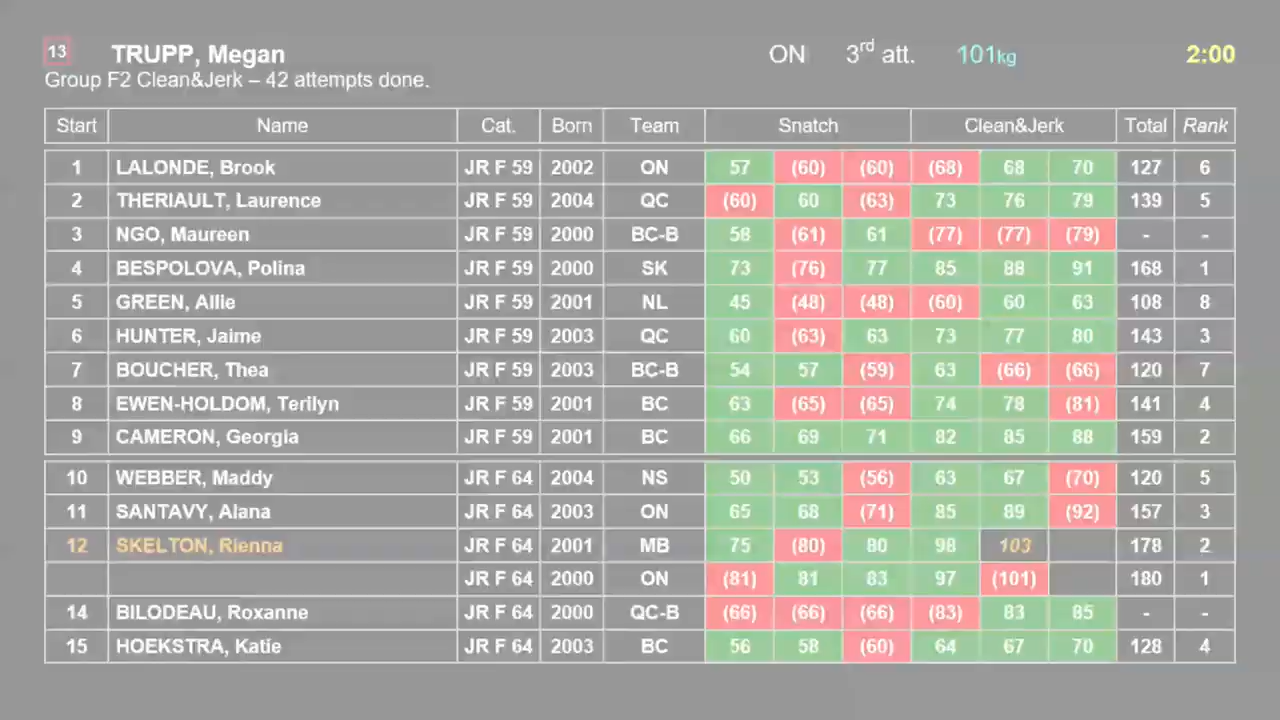 13 TRUPP, Megan ON 3rd att. 101kg 2:00
Group F2 Clean&Jerk – 42 attempts done.
Start Name Cat. Born Team Snatch Clean&Jerk Total Rank
1 LALONDE, Brook JR F 59 2002 ON 57 (60) (60) (68) 68 70 127 6
2 THERIAULT, Laurence JR F 59 2004 QC (60) 60 (63) 73 76 79 139 5
3 NGO, Maureen JR F 59 2000 BC-B 58 (61) 61 (77) (77) (79) - -
4 BESPOLOVA, Polina JR F 59 2000 SK 73 (76) 77 85 88 91 168 1
5 GREEN, Allie JR F 59 2001 NL 45 (48) (48) (60) 60 63 108 8
6 HUNTER, Jaime JR F 59 2003 QC 60 (63) 63 73 77 80 143 3
7 BOUCHER, Thea JR F 59 2003 BC-B 54 57 (59) 63 (66) (66) 120 7
8 EWEN-HOLDOM, Terilyn JR F 59 2001 BC 63 (65) (65) 74 78 (81) 141 4
9 CAMERON, Georgia JR F 59 2001 BC 66 69 71 82 85 88 159 2
10 WEBBER, Maddy JR F 64 2004 NS 50 53 (56) 63 67 (70) 120 5
11 SANTAVY, Alana JR F 64 2003 ON 65 68 (71) 85 89 (92) 157 3
12 SKELTON, Rienna JR F 64 2001 MB 75 (80) 80 98 103 178 2
JR F 64 2000 ON (81) 81 83 97 (101) 180 1
14 BILODEAU, Roxanne JR F 64 2000 QC-B (66) (66) (66) (83) 83 85 - -
15 HOEKSTRA, Katie JR F 64 2003 BC 56 58 (60) 64 67 70 128 4